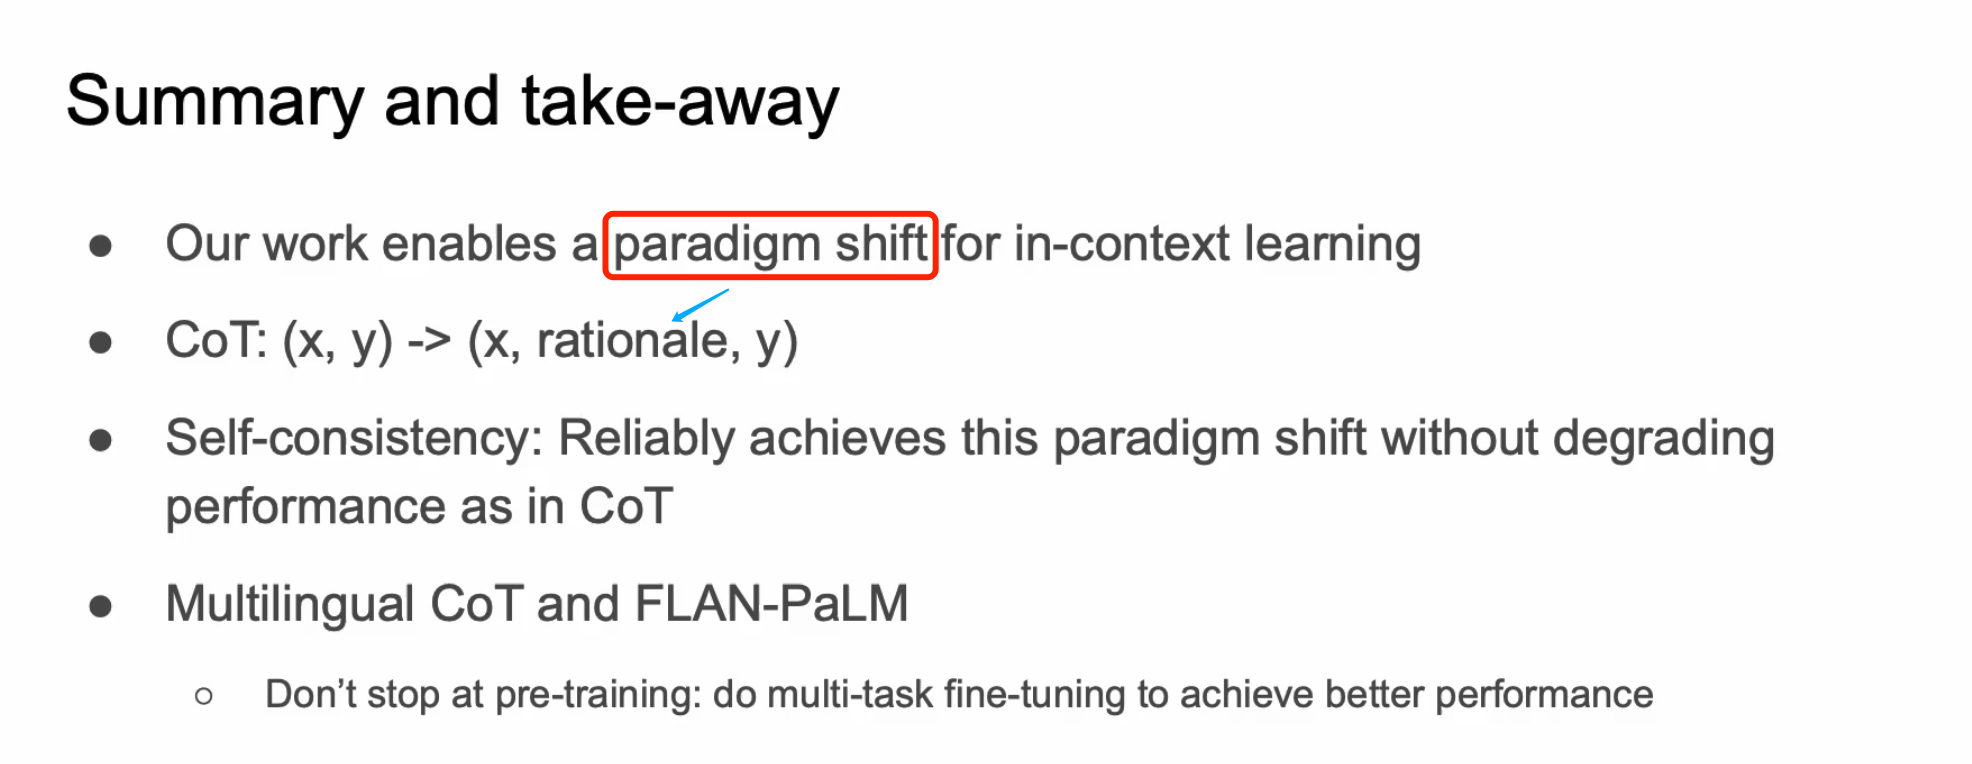 Summary and take-away
● Our work enables a paradigm shift for in-context learning
● CoT: (x, y) -> (x, rationale, y)
● Self-consistency: Reliably achieves this paradigm shift without degrading
performance as in CoT
● Multilingual CoT and FLAN-PaLM
○ Don’t stop at pre-training: do multi-task fine-tuning to achieve better performance